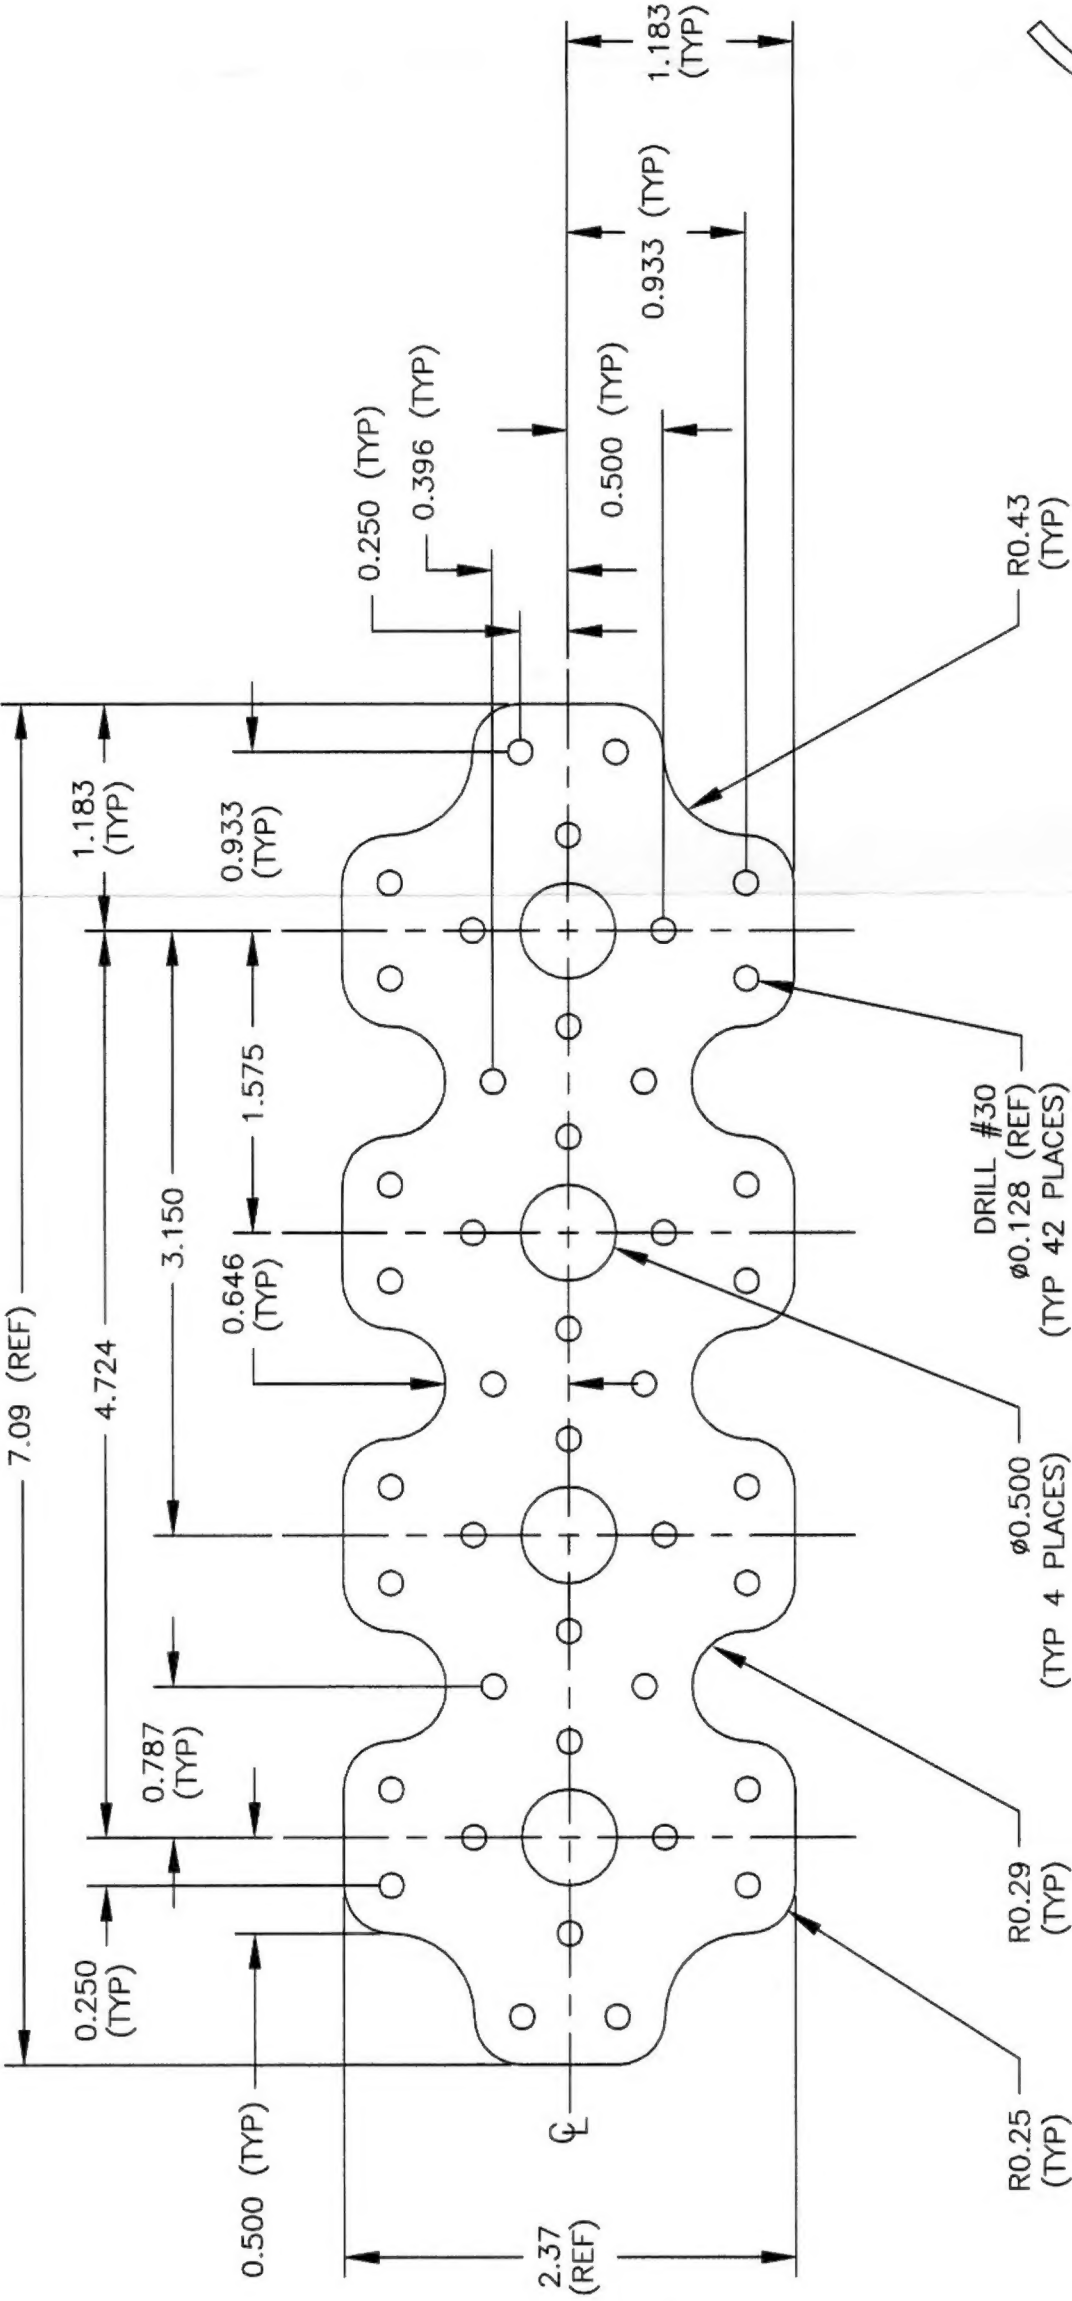 7.09 (REF)
4.724
1.183
(TYP)
3.150
0.933
(TYP)
1.575
0.646
(TYP)
0.787
(TYP)
0.250
(TYP)
0.500 (TYP)
2.37
(REF)
0.250 (TYP)
0.396 (TYP)
0.500 (TYP)
0.933 (TYP)
1.183
(TYP)
R0.25
(TYP)
R0.29
(TYP)
ø0.500
(TYP 4 PLACES)
DRILL #30
ø0.128 (REF)
(TYP 42 PLACES)
R0.43
(TYP)
℄